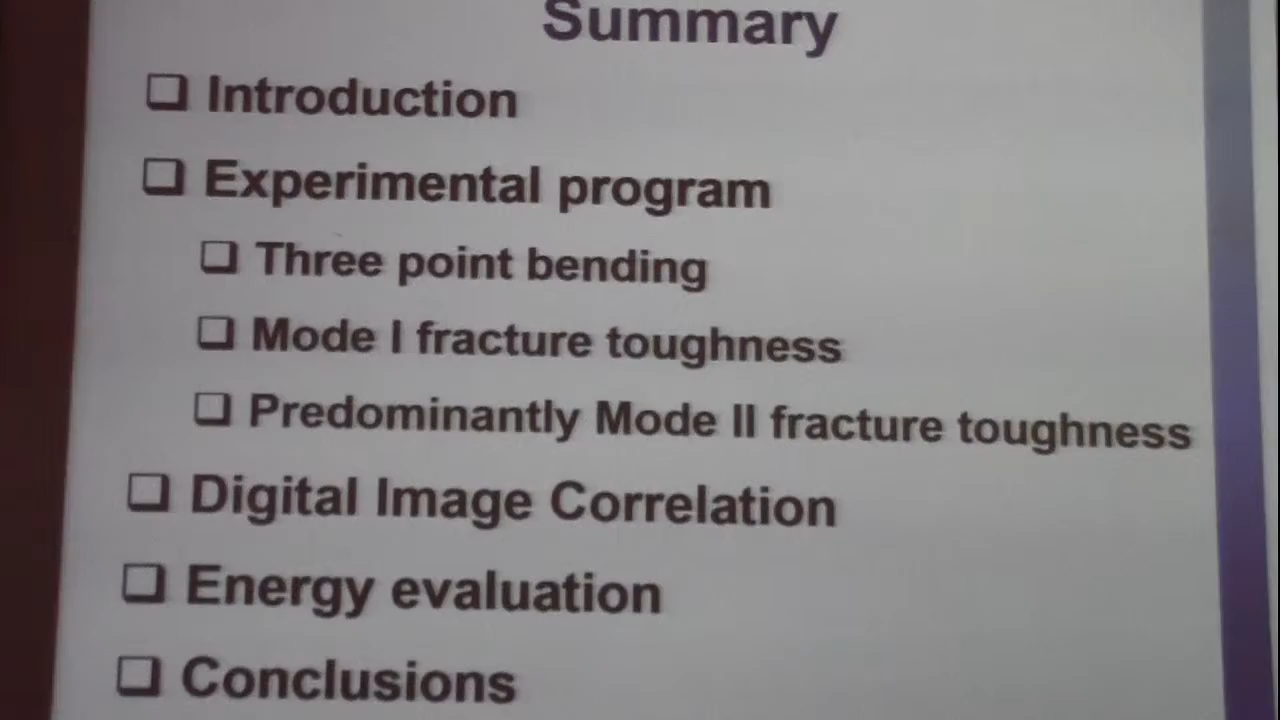 Summary
❑ Introduction
❑ Experimental program
❑ Three point bending
❑ Mode I fracture toughness
❑ Predominantly Mode II fracture toughness
❑ Digital Image Correlation
❑ Energy evaluation
❑ Conclusions